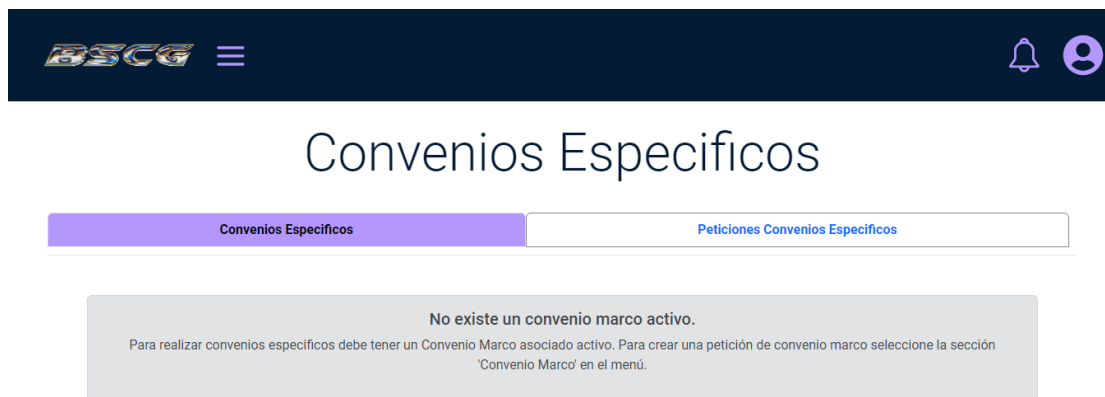 BSCG
Convenios Especificos
Convenios Especificos
Peticiones Convenios Especificos
No existe un convenio marco activo.
Para realizar convenios especificos debe tener un Convenio Marco asociado activo. Para crear una petición de convenio marco seleccione la sección
'Convenio Marco' en el menú.